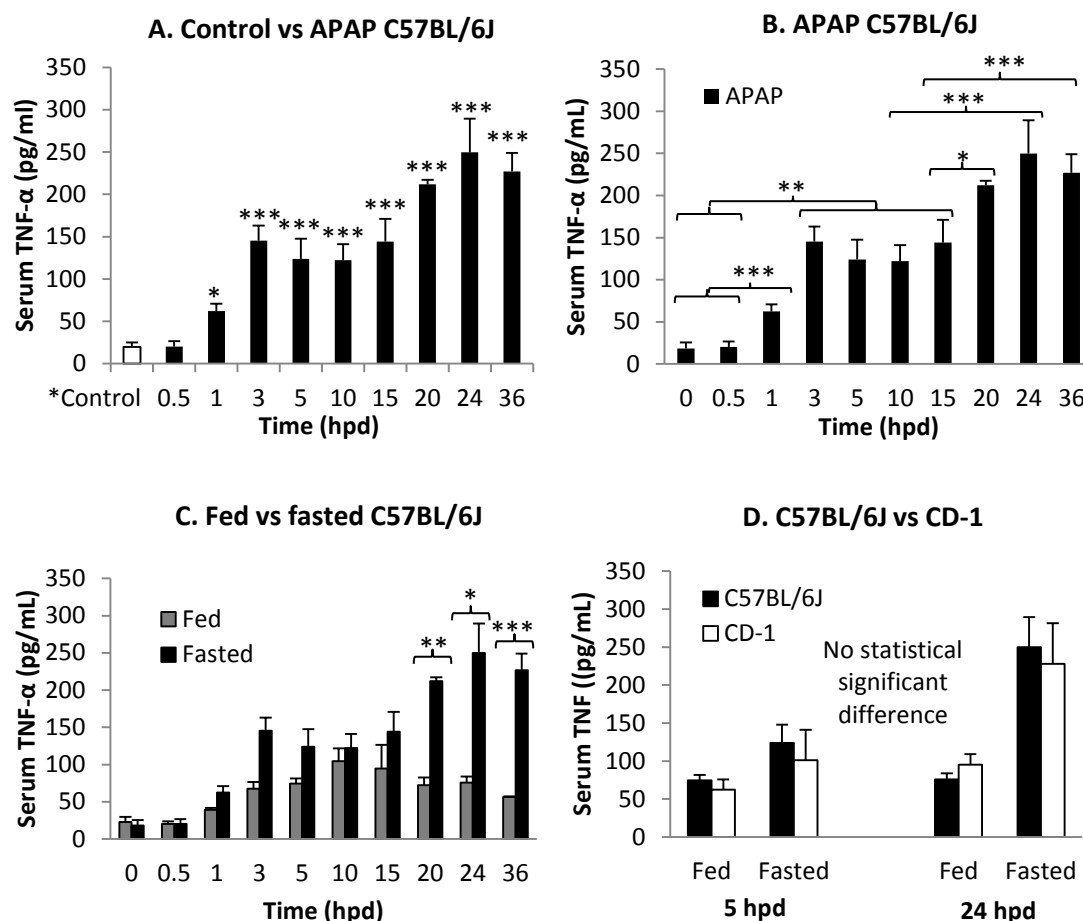 A. Control vs APAP C57BL/6J
Serum TNF-α (pg/ml)
350
300
250
200
150
100
50
0
*
***
***
***
***
***
***
***
*Control 0.5 1 3 5 10 15 20 24 36
Time (hpd)
B. APAP C57BL/6J
Serum TNF-α (pg/mL)
350
300
250
200
150
100
50
0
APAP
***
***
*
**
***
0 0.5 1 3 5 10 15 20 24 36
Time (hpd)
C. Fed vs fasted C57BL/6J
Serum TNF-α (pg/mL)
350
300
250
200
150
100
50
0
Fed
Fasted
**
*
***
0 0.5 1 3 5 10 15 20 24 36
Time (hpd)
D. C57BL/6J vs CD-1
Serum TNF ((pg/mL)
350
300
250
200
150
100
50
0
C57BL/6J
CD-1
No statistical
significant
difference
Fed Fasted Fed Fasted
5 hpd 24 hpd